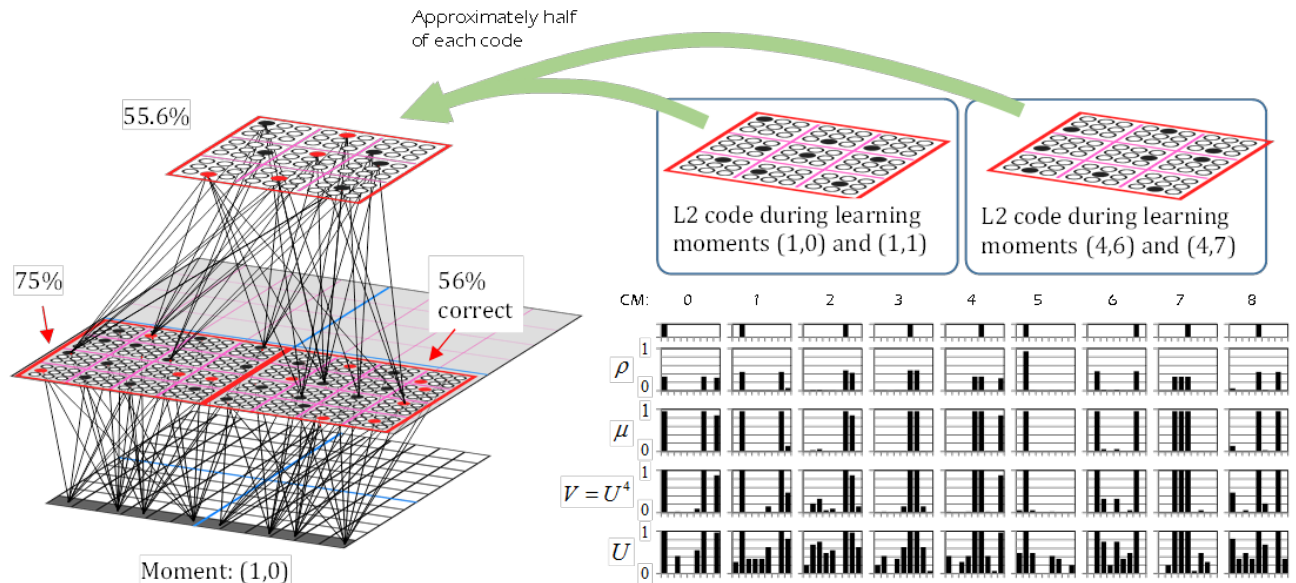 Approximately half
of each code
55.6%
L2 code during learning
moments (1,0) and (1,1)
L2 code during learning
moments (4,6) and (4,7)
75%
56%
correct
CM: 0 1 2 3 4 5 6 7 8
1
ρ
0
1
μ
0
1
V = U⁴
0
1
U
0
Moment: (1,0)